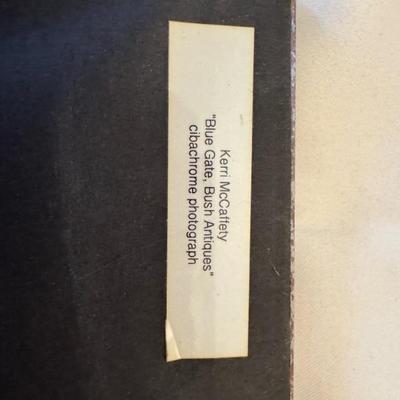 Kerri McCaffety
"Blue Gate, Bush Antiques"
cibachrome photograph